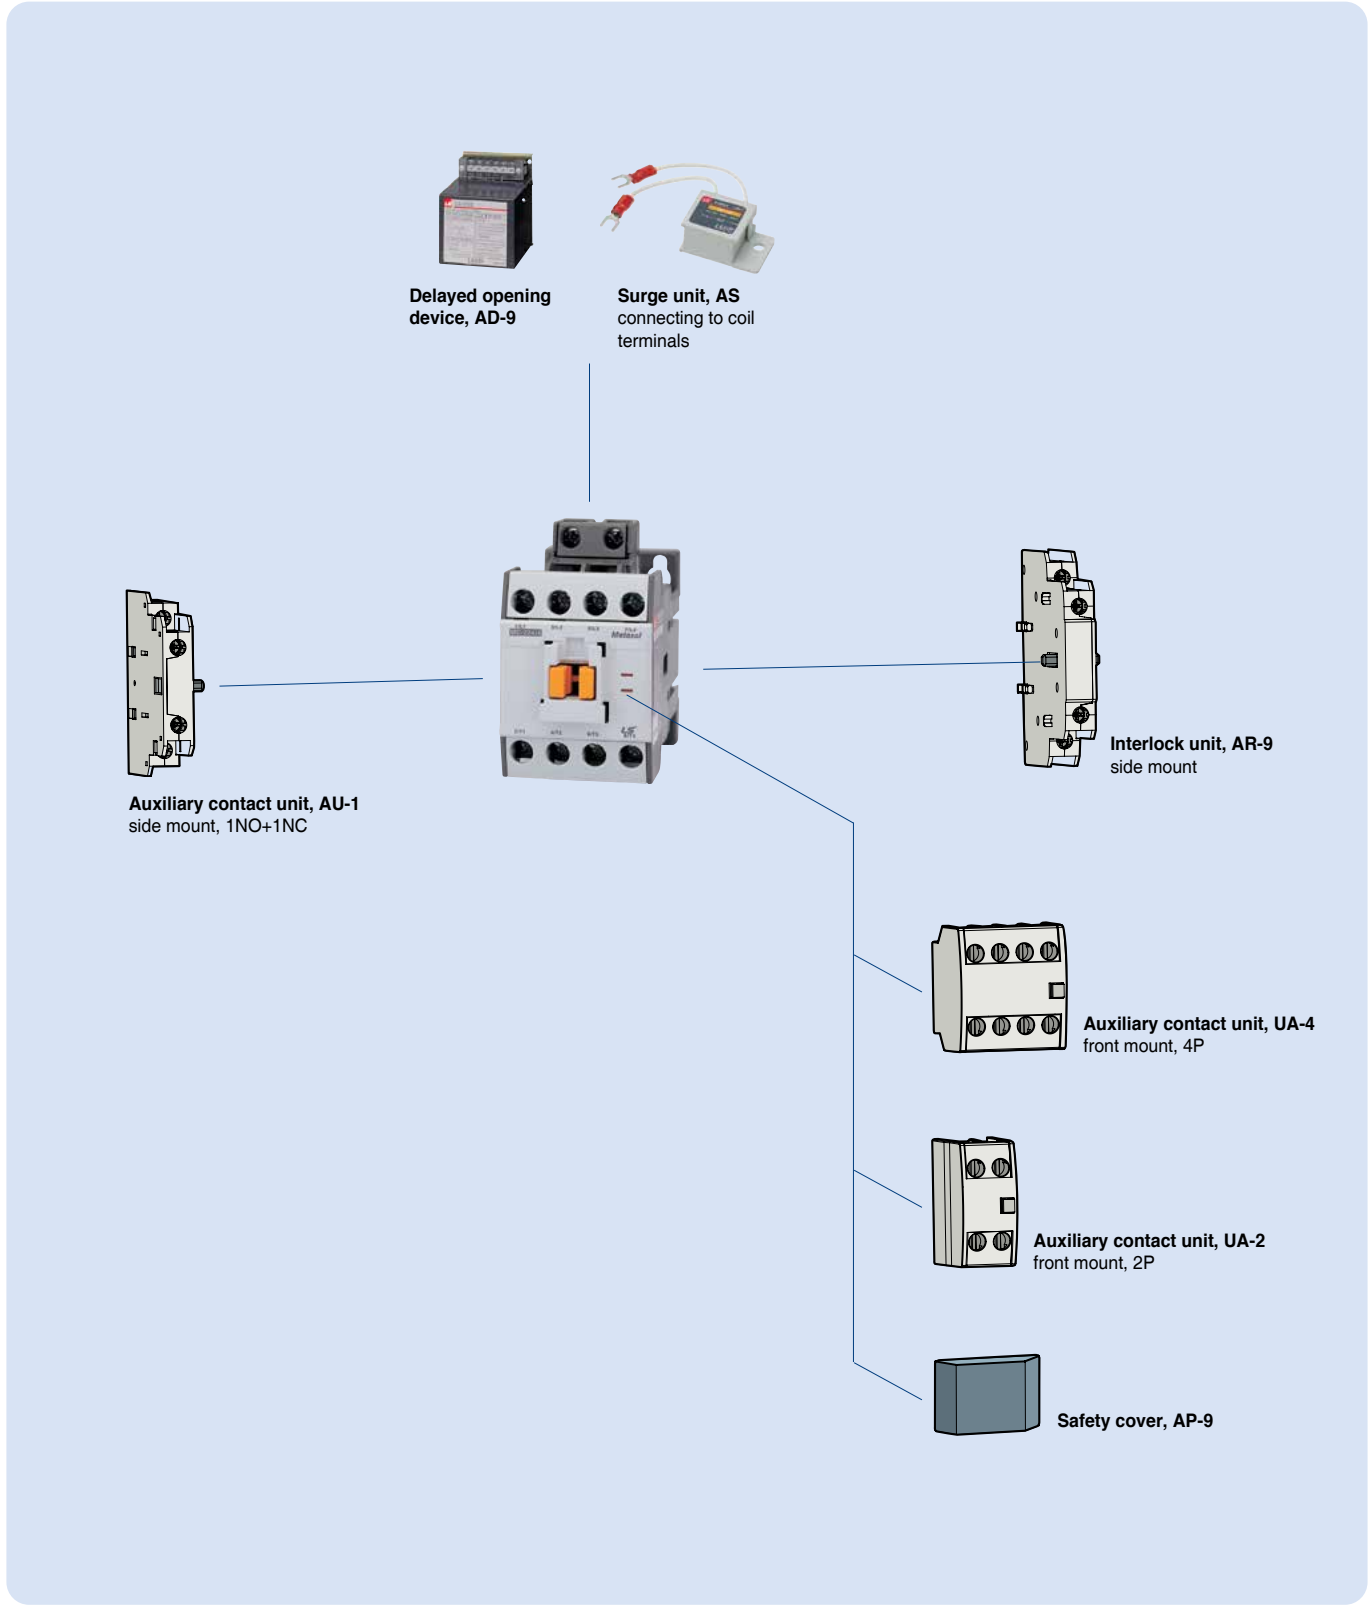 Delayed opening
device, AD-9
Surge unit, AS
connecting to coil
terminals
Metasol
LS
Interlock unit, AR-9
side mount
Auxiliary contact unit, AU-1
side mount, 1NO+1NC
Auxiliary contact unit, UA-4
front mount, 4P
Auxiliary contact unit, UA-2
front mount, 2P
Safety cover, AP-9